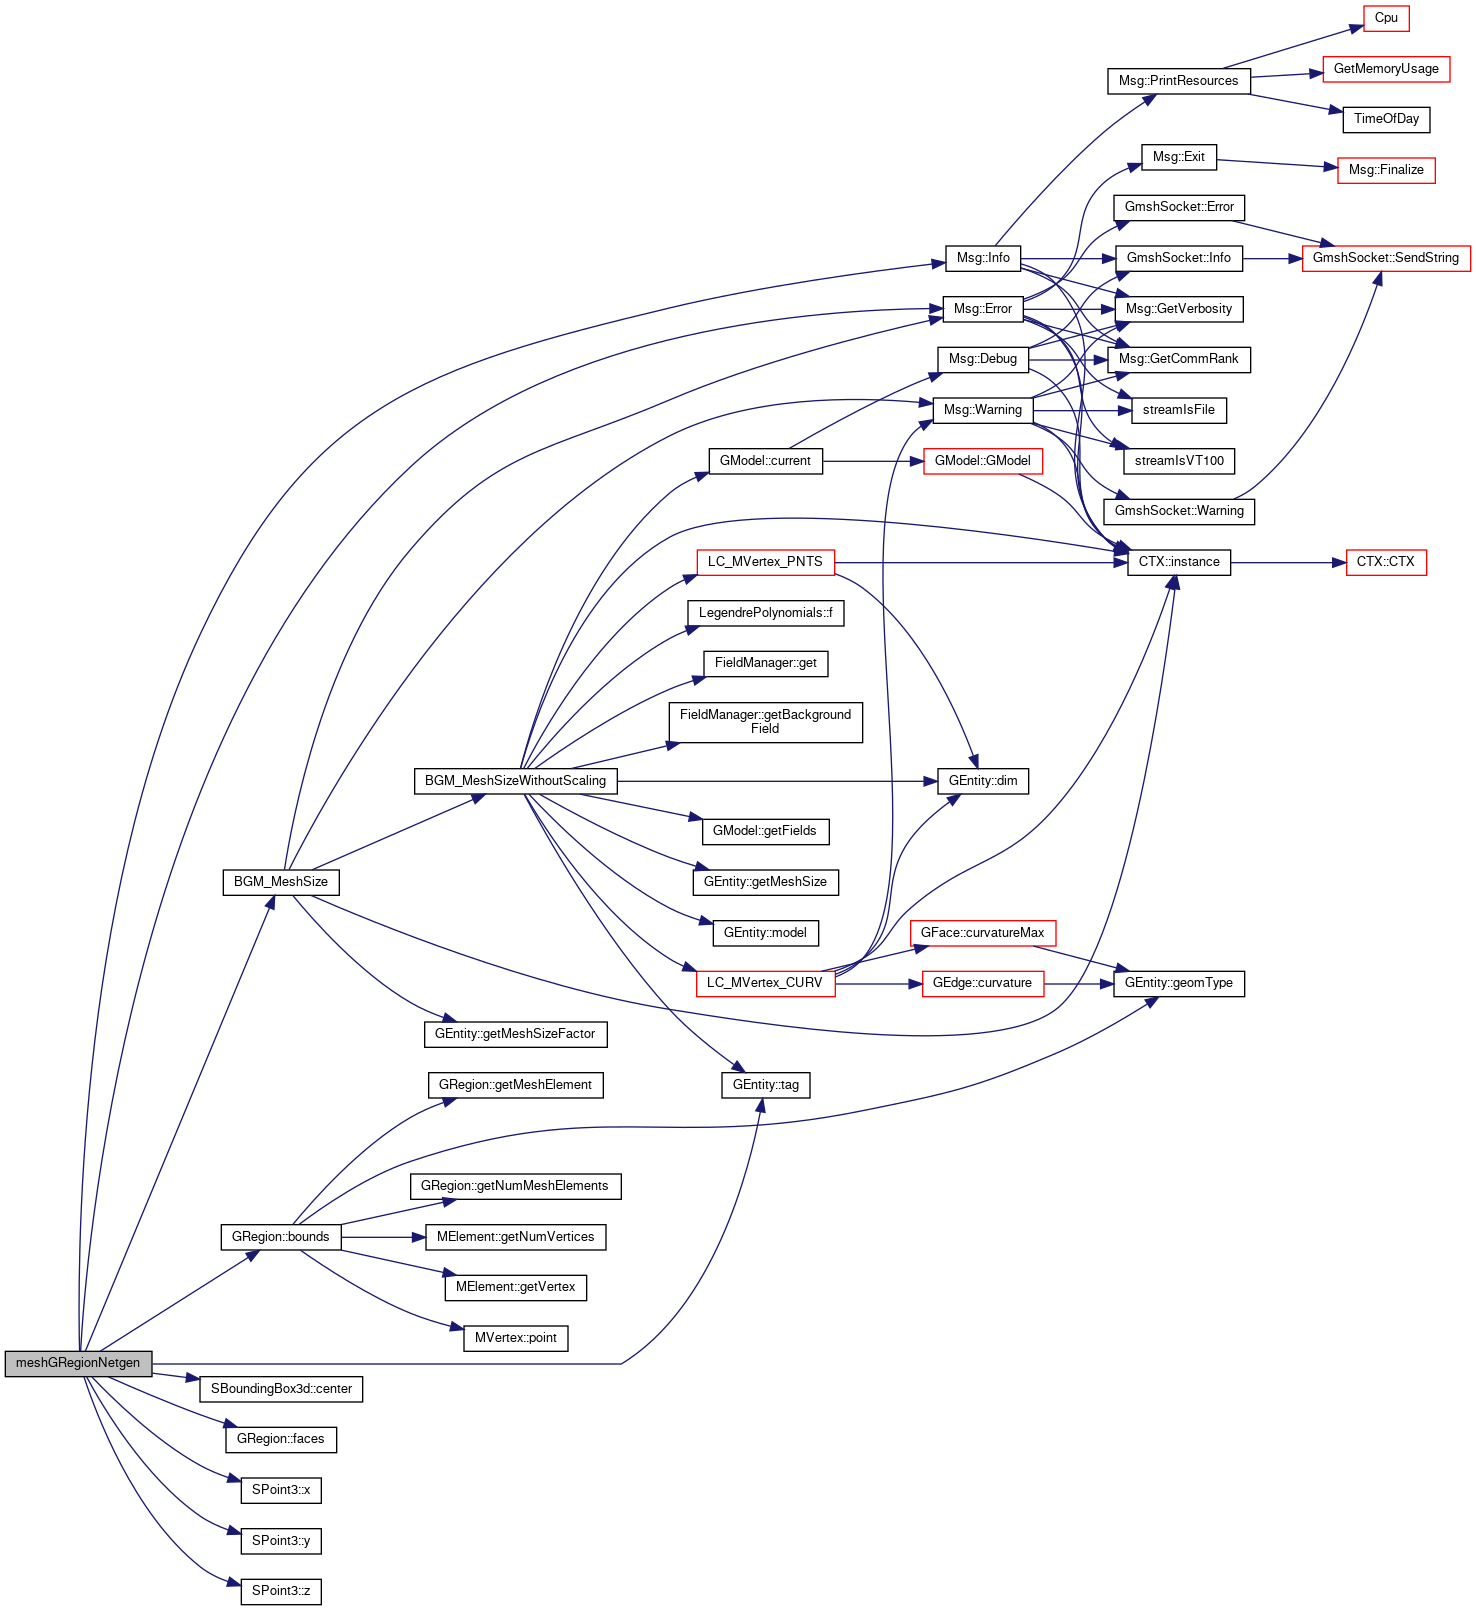 Cpu
GetMemoryUsage
Msg::PrintResources
TimeOfDay
Msg::Exit
Msg::Finalize
GmshSocket::Error
Msg::Info
GmshSocket::Info
GmshSocket::SendString
Msg::Error
Msg::GetVerbosity
Msg::Debug
Msg::GetCommRank
Msg::Warning
streamIsFile
GModel::current
GModel::GModel
streamIsVT100
GmshSocket::Warning
LC_MVertex_PNTS
CTX::instance
CTX::CTX
LegendrePolynomials::f
FieldManager::get
FieldManager::getBackground
Field
BGM_MeshSizeWithoutScaling
GEntity::dim
GModel::getFields
BGM_MeshSize
GEntity::getMeshSize
GEntity::model
GFace::curvatureMax
LC_MVertex_CURV
GEdge::curvature
GEntity::geomType
GEntity::getMeshSizeFactor
GRegion::getMeshElement
GEntity::tag
GRegion::getNumMeshElements
GRegion::bounds
MElement::getNumVertices
MElement::getVertex
MVertex::point
meshGRegionNetgen
SBoundingBox3d::center
GRegion::faces
SPoint3::x
SPoint3::y
SPoint3::z